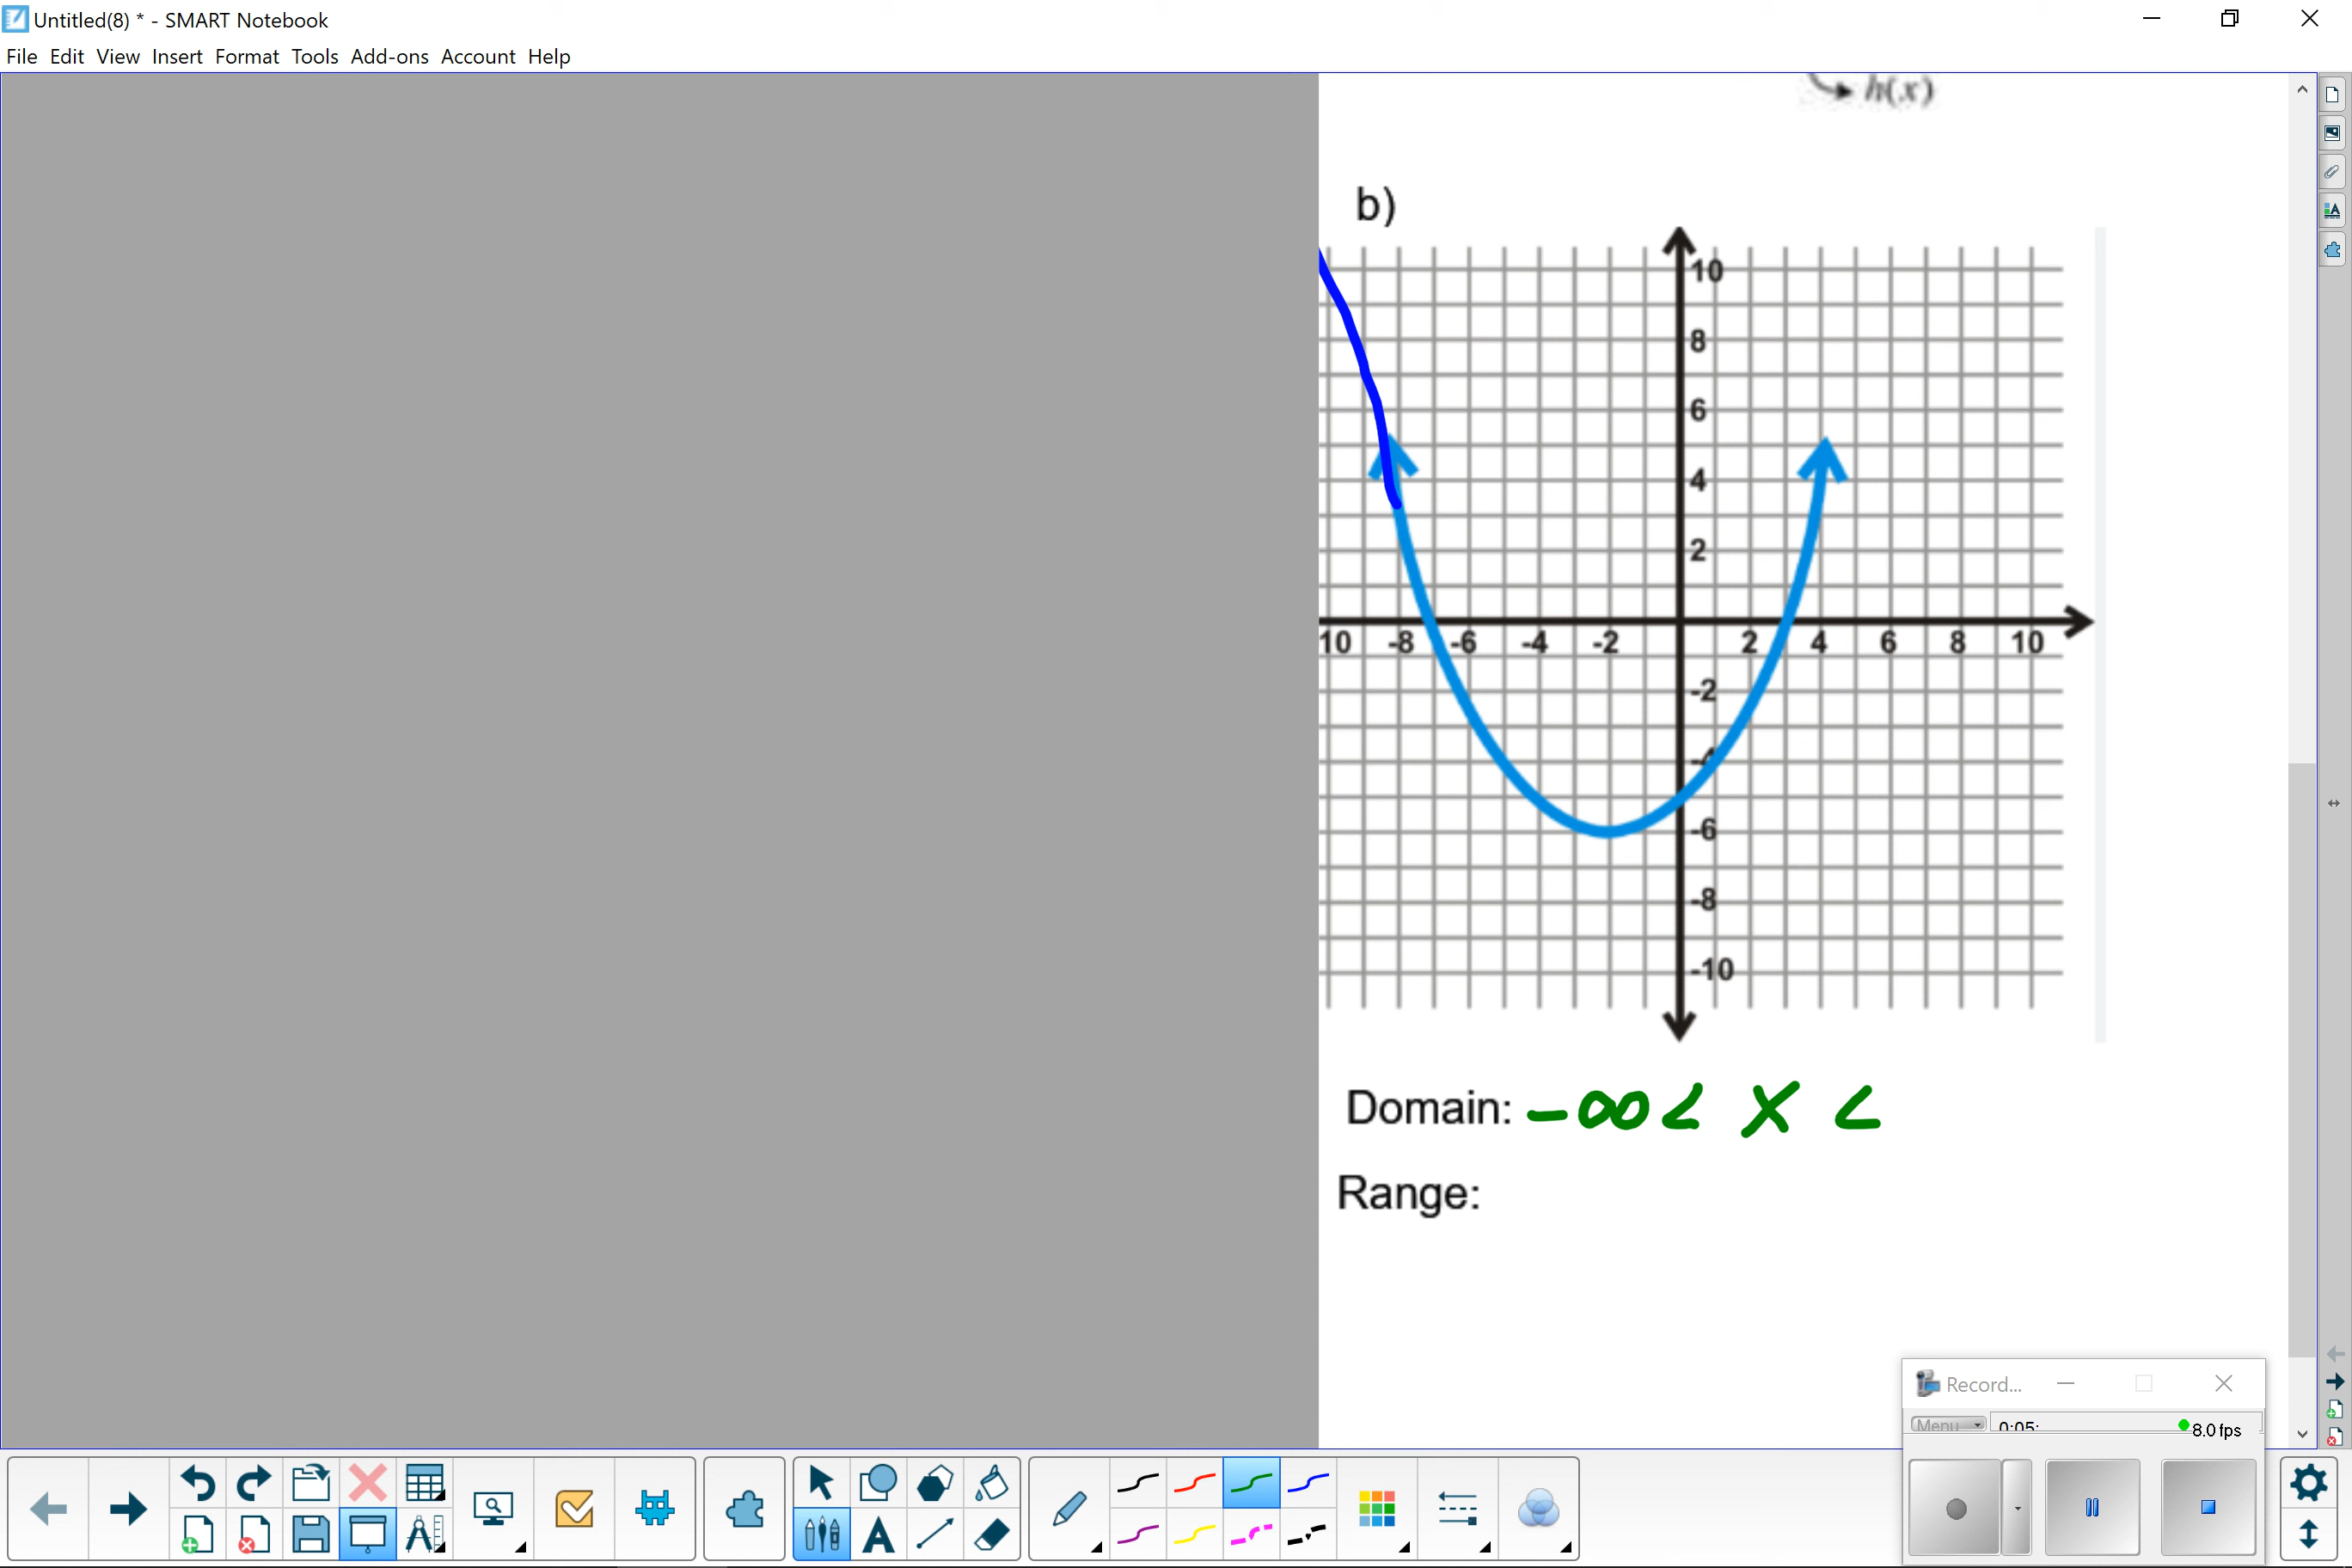 Untitled(8) * - SMART Notebook
File Edit View Insert Format Tools Add-ons Account Help
h(x)
b)
10
8
6
4
2
10 -8 -6 -4 -2 2 4 6 8 10
-2
-4
-6
-8
-10
Domain: -∞ < x <
Range:
Record...
Menu 0:05: 8.0 fps
A